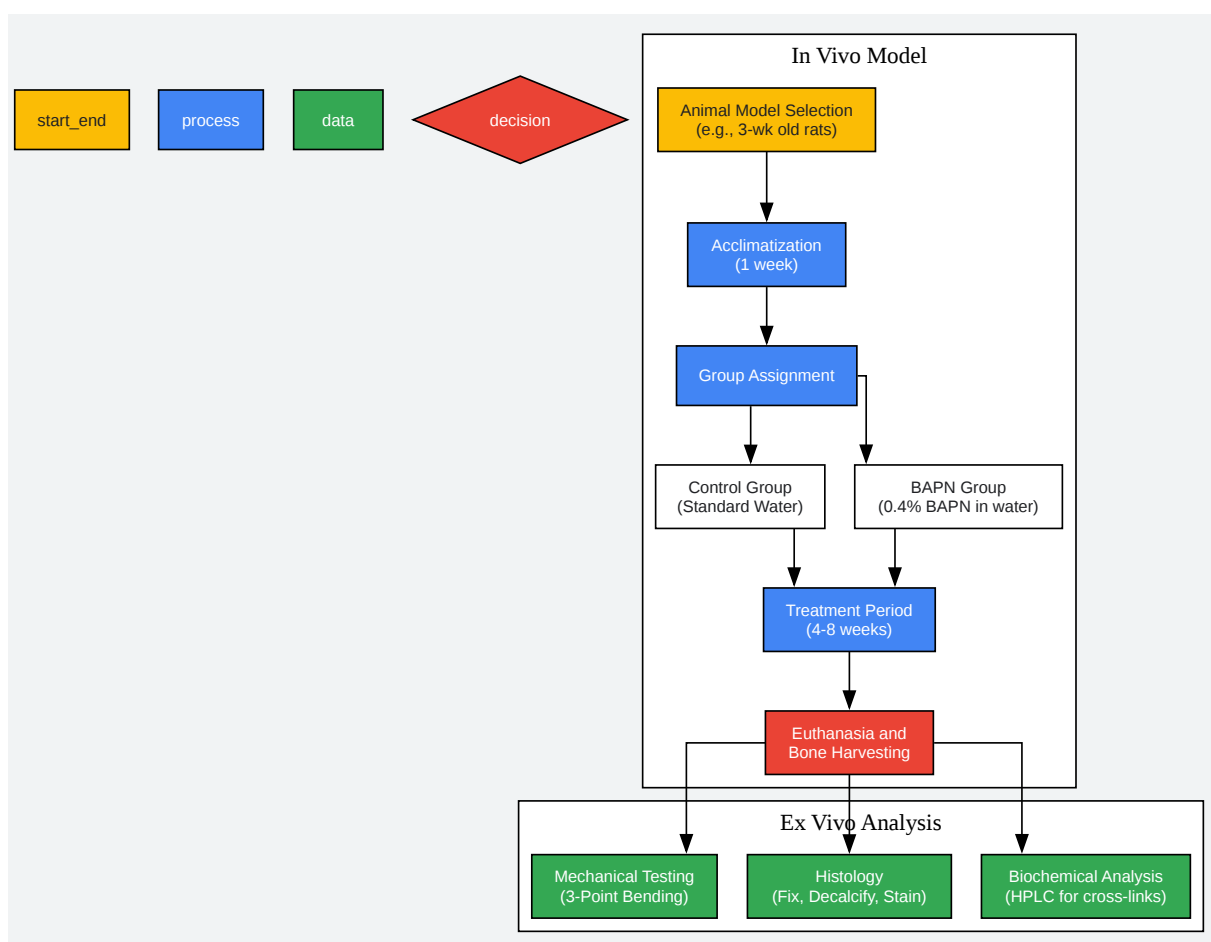 start_end
process
data
decision
In Vivo Model
Animal Model Selection
(e.g., 3-wk old rats)
Acclimatization
(1 week)
Group Assignment
Control Group
(Standard Water)
BAPN Group
(0.4% BAPN in water)
Treatment Period
(4-8 weeks)
Euthanasia and
Bone Harvesting
Ex Vivo Analysis
Mechanical Testing
(3-Point Bending)
Histology
(Fix, Decalcify, Stain)
Biochemical Analysis
(HPLC for cross-links)